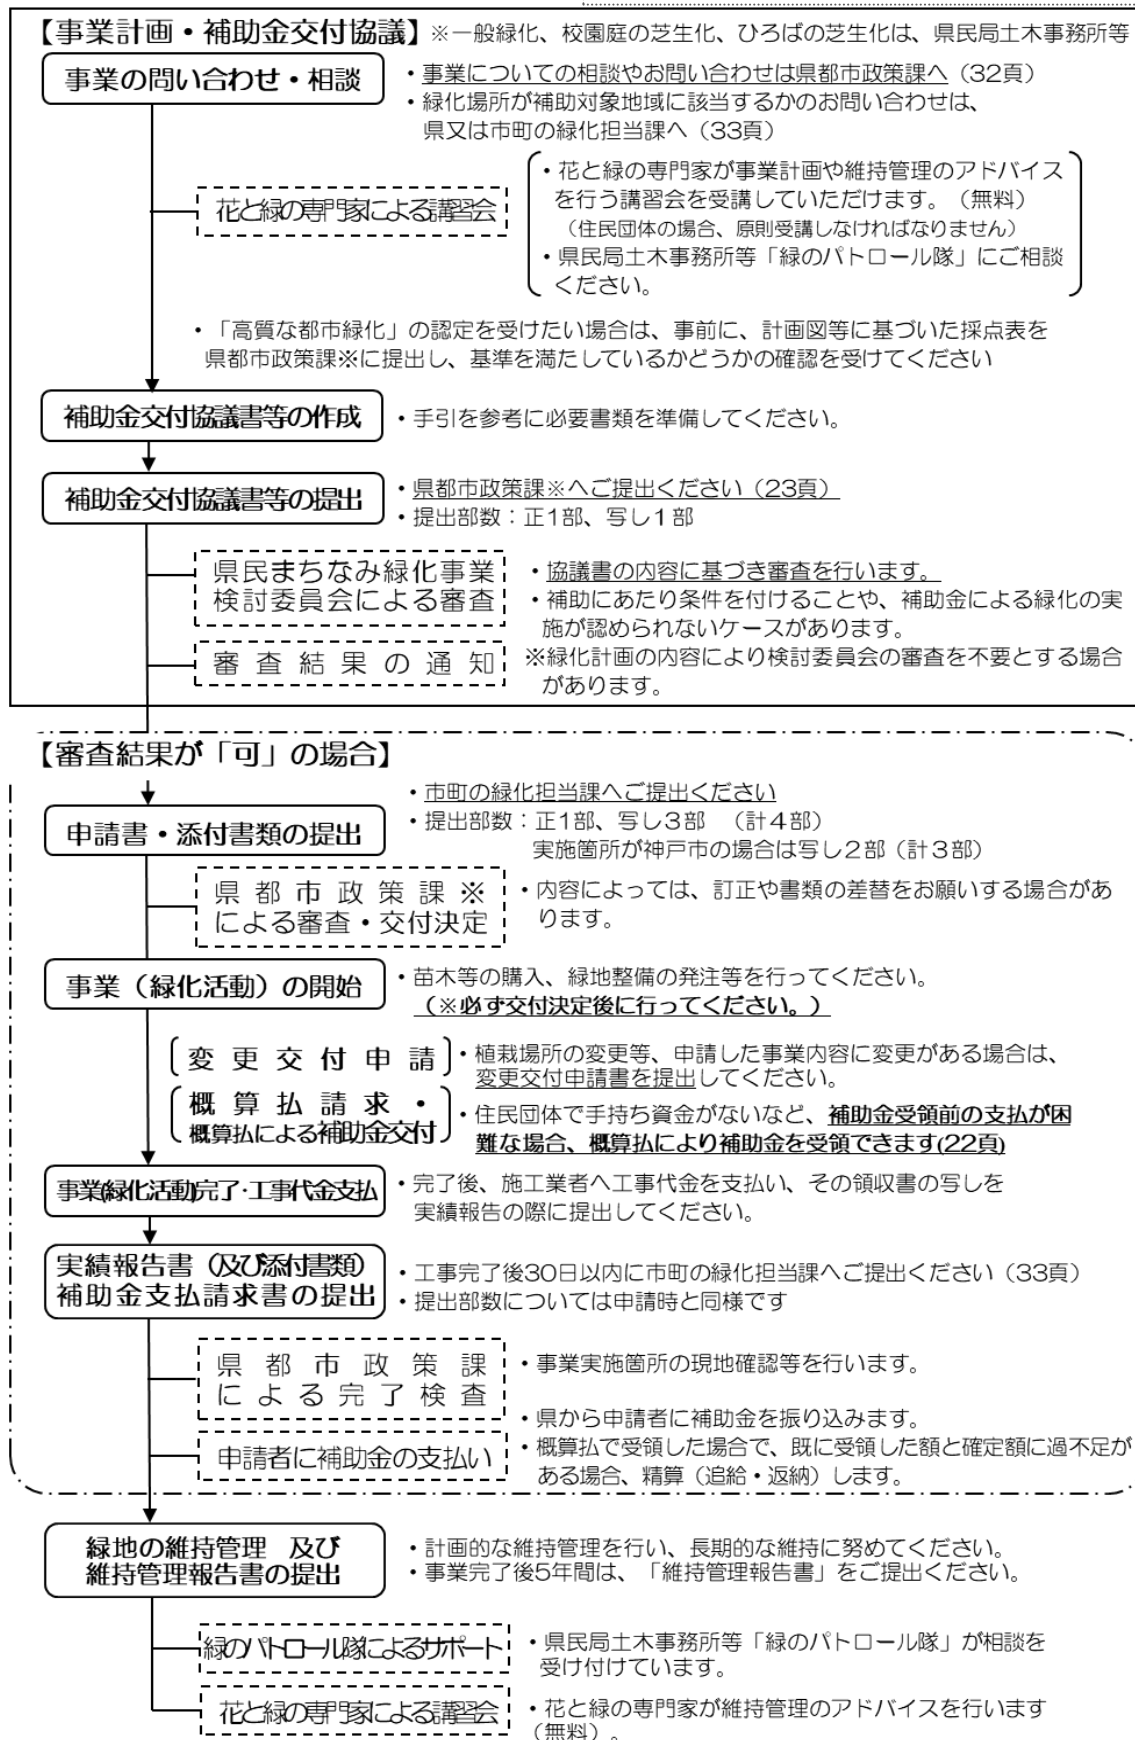 【事業計画・補助金交付協議】※一般緑化、校園庭の芝生化、ひろばの芝生化は、県民局土木事務所等
事業の問い合わせ・相談
・事業についての相談やお問い合わせは県都市政策課へ（32頁）
・緑化場所が補助対象地域に該当するかのお問い合わせは、
県又は市町の緑化担当課へ（33頁）
花と緑の専門家による講習会
・花と緑の専門家が事業計画や維持管理のアドバイス
を行う講習会を受講していただけます。（無料）
（住民団体の場合、原則受講しなければなりません）
・県民局土木事務所等「緑のパトロール隊」にご相談
ください。
・「高質な都市緑化」の認定を受けたい場合は、事前に、計画図等に基づいた採点表を
県都市政策課※に提出し、基準を満たしているかどうかの確認を受けてください
補助金交付協議書等の作成
・手引を参考に必要書類を準備してください。
補助金交付協議書等の提出
・県都市政策課※へご提出ください（23頁）
・提出部数：正1部、写し1部
県民まちなみ緑化事業
検討委員会による審査
・協議書の内容に基づき審査を行います。
・補助にあたり条件を付けることや、補助金による緑化の実
施が認められないケースがあります。
審査結果の通知
※緑化計画の内容により検討委員会の審査を不要とする場合
があります。
【審査結果が「可」の場合】
申請書・添付書類の提出
・市町の緑化担当課へご提出ください
・提出部数：正1部、写し3部　（計4部）
実施箇所が神戸市の場合は写し2部（計3部）
県都市政策課※
による審査・交付決定
・内容によっては、訂正や書類の差替をお願いする場合があ
ります。
事業（緑化活動）の開始
・苗木等の購入、緑地整備の発注等を行ってください。
（※必ず交付決定後に行ってください。）
変更交付申請
・植栽場所の変更等、申請した事業内容に変更がある場合は、
変更交付申請書を提出してください。
概算払請求・
概算払による補助金交付
・住民団体で手持ち資金がないなど、補助金受領前の支払が困
難な場合、概算払により補助金を受領できます(22頁)
事業(緑化活動)完了・工事代金支払
・完了後、施工業者へ工事代金を支払い、その領収書の写しを
実績報告の際に提出してください。
実績報告書（及び添付書類）
補助金支払請求書の提出
・工事完了後30日以内に市町の緑化担当課へご提出ください（33頁）
・提出部数については申請時と同様です
県都市政策課
による完了検査
・事業実施箇所の現地確認等を行います。
申請者に補助金の支払い
・県から申請者に補助金を振り込みます。
・概算払で受領した場合で、既に受領した額と確定額に過不足が
ある場合、精算（追給・返納）します。
緑地の維持管理　及び
維持管理報告書の提出
・計画的な維持管理を行い、長期的な維持に努めてください。
・事業完了後5年間は、「維持管理報告書」をご提出ください。
緑のパトロール隊によるサポート
・県民局土木事務所等「緑のパトロール隊」が相談を
受け付けています。
花と緑の専門家による講習会
・花と緑の専門家が維持管理のアドバイスを行います
（無料）。